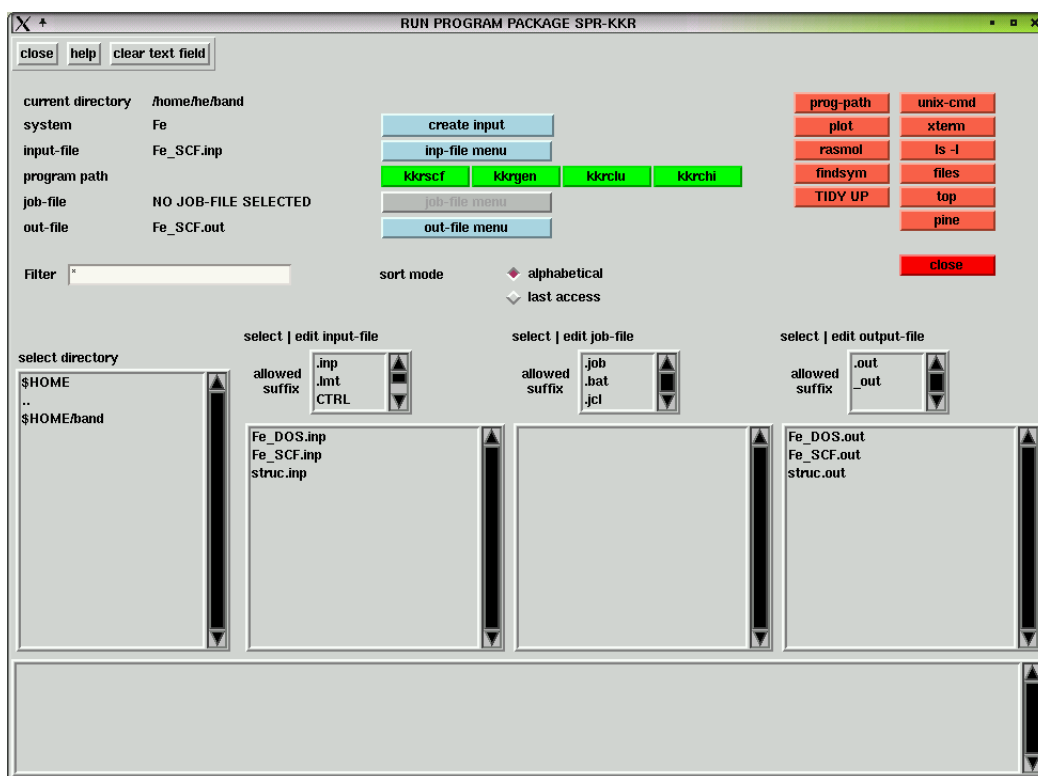 RUN PROGRAM PACKAGE SPR-KKR
close help clear text field
current directory /home/he/band
prog-path unix-cmd
system Fe create input
plot xterm
input-file Fe_SCF.inp inp-file menu
rasmol ls -l
program path kkrscf kkrgen kkrclu kkrchi
findsym files
job-file NO JOB-FILE SELECTED job-file menu
TIDY UP top
out-file Fe_SCF.out out-file menu
pine
close
Filter * sort mode alphabetical
last access
select | edit input-file select | edit job-file select | edit output-file
select directory
allowed suffix .inp
.lmt
CTRL
allowed suffix .job
.bat
.jcl
allowed suffix .out
_out
$HOME
..
$HOME/band
Fe_DOS.inp
Fe_SCF.inp
struc.inp
Fe_DOS.out
Fe_SCF.out
struc.out